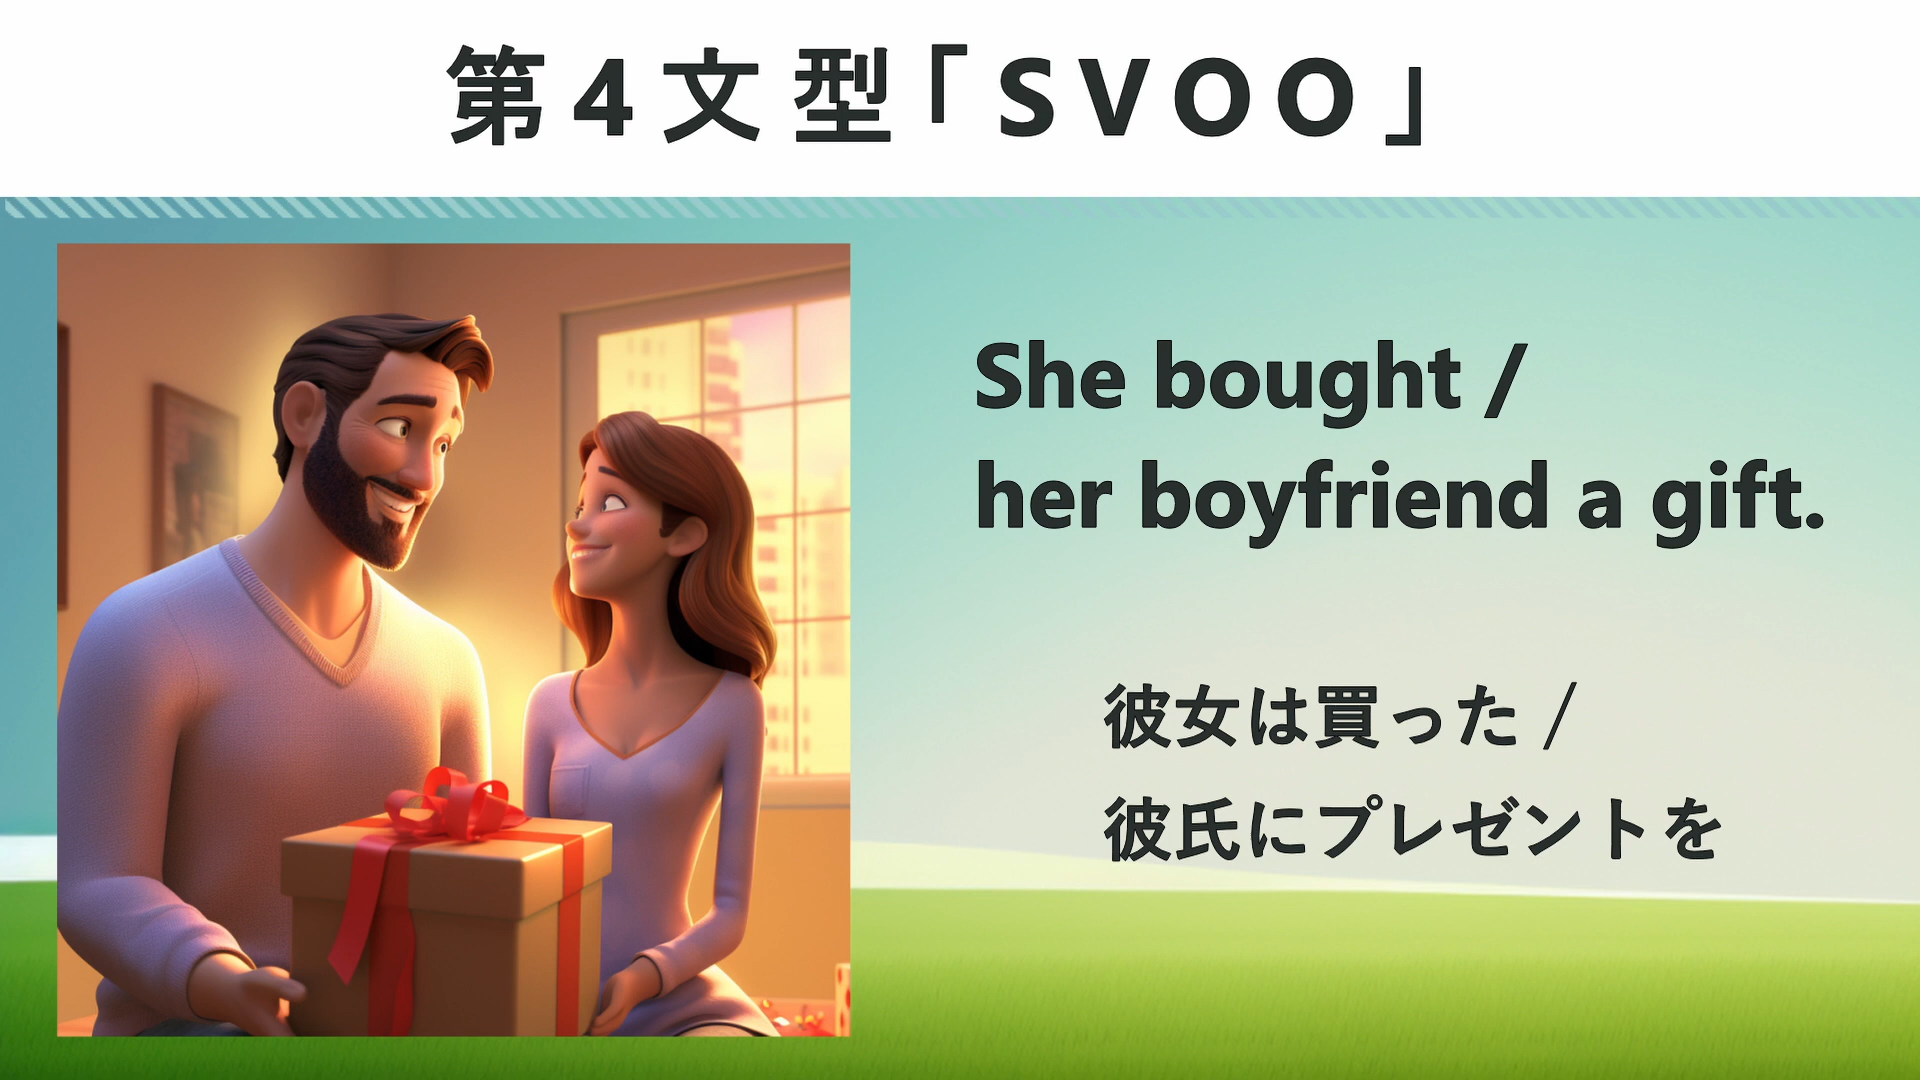 第4文型「SVOO」
She bought /
her boyfriend a gift.
彼女は買った /
彼氏にプレゼントを